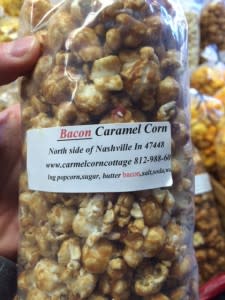 Bacon Caramel Corn
North side of Nashville In 47448
www.carmelcorncottage 812-988-60
ing popcorn,sugar, butter bacon,salt,soda,